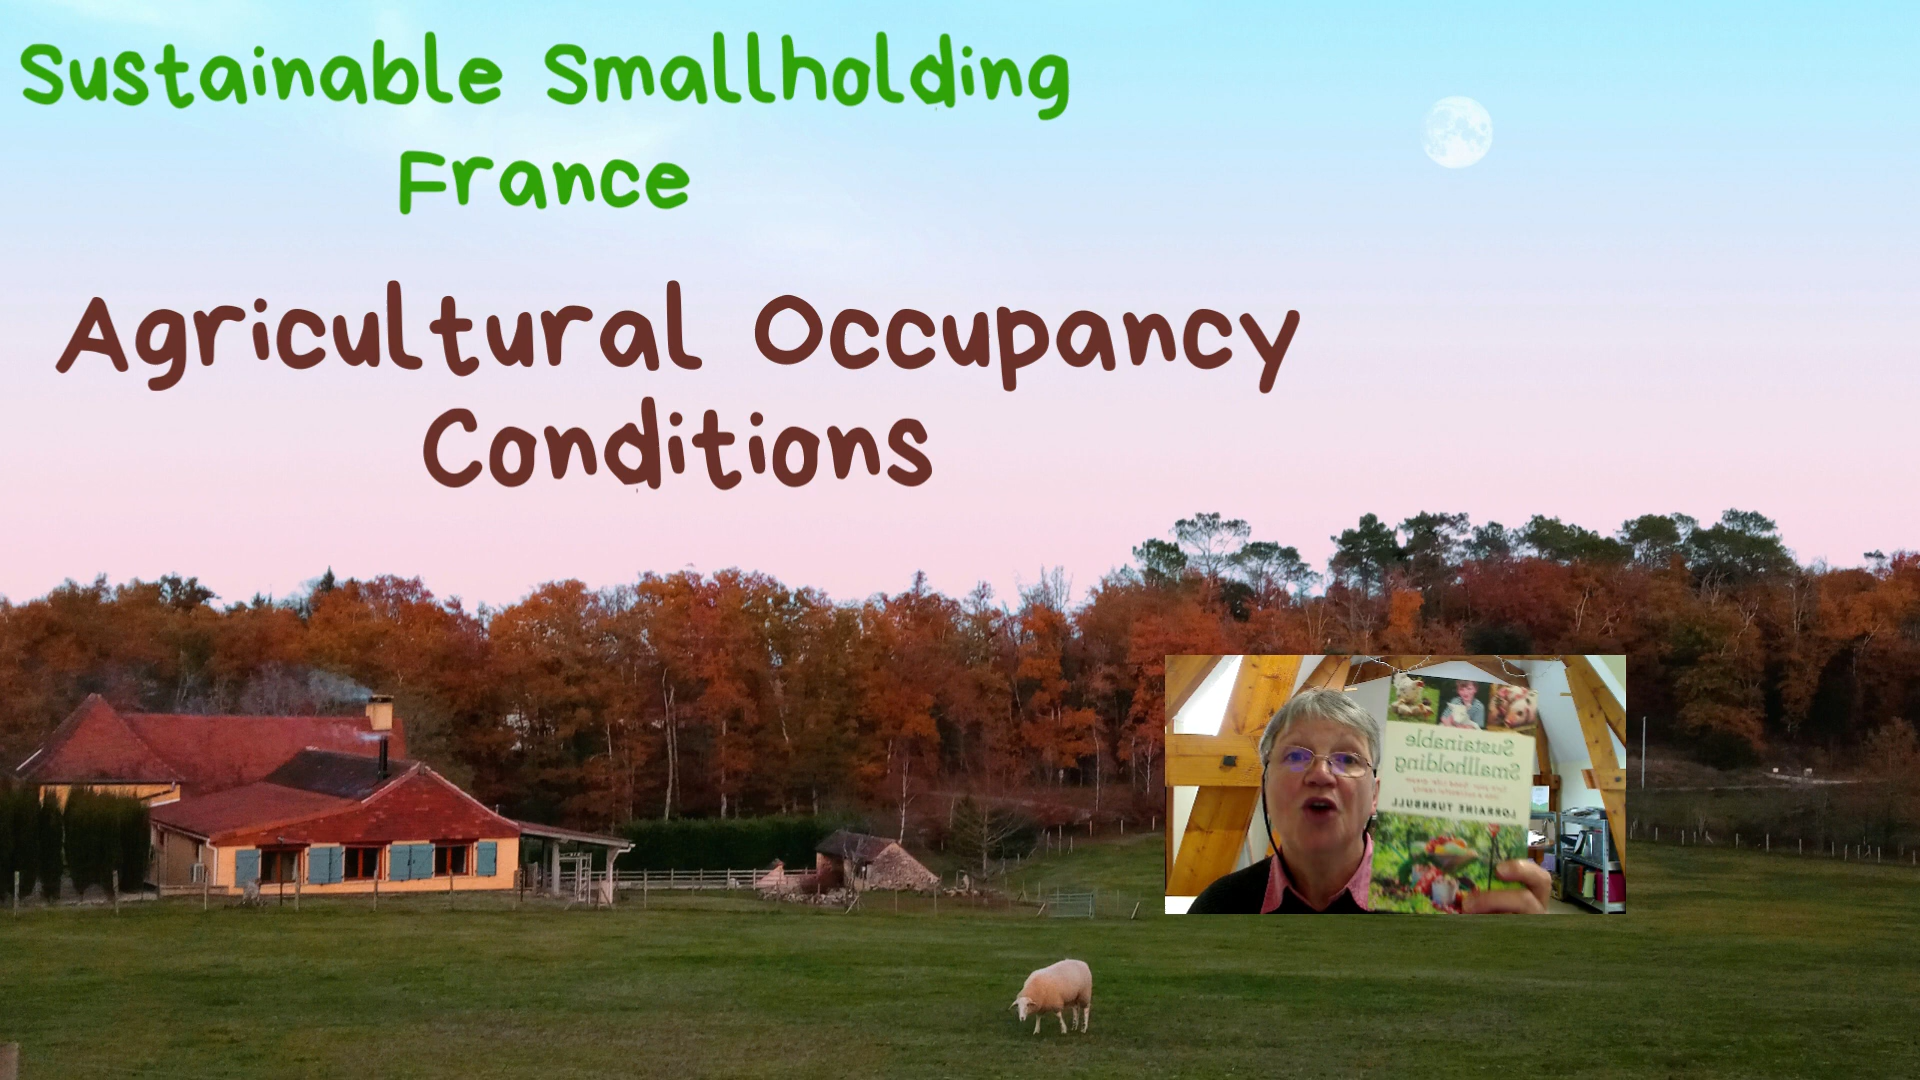 Sustainable Smallholding
France
Agricultural Occupancy
Conditions
Sustainable
Smallholding
LORRAINE TURNBULL